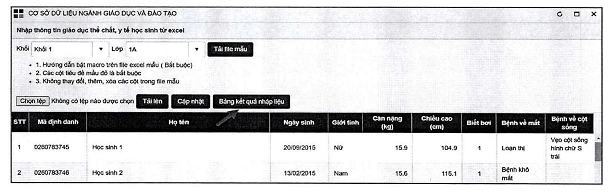 CƠ SỞ DỮ LIỆU NGÀNH GIÁO DỤC VÀ ĐÀO TẠO
Nhập thông tin giáo dục thể chất, y tế học sinh từ excel
Khối Khối 1 Lớp 1A Tải file mẫu
1. Hướng dẫn bật macro trên file excel mẫu ( Bắt buộc)
2. Các cột tiêu đề mẫu đỏ là bắt buộc
3. Không thay đổi, thêm, xóa các cột trong file mẫu
Chọn tệp Không có tệp nào được chọn Tải lên Cập nhật Bảng kết quả nhập liệu
STT Mã định danh Họ tên Ngày sinh Giới tính Cân nặng (kg) Chiều cao (cm) Biết bơi Bệnh về mắt Bệnh về cột sống
1 0260783745 Học sinh 1 20/09/2015 Nữ 15.9 104.9 Loạn thị Vẹo cột sống hình chữ S trái
2 0260783746 Học sinh 2 13/02/2015 Nam 15.6 115.1 Bệnh khô mắt